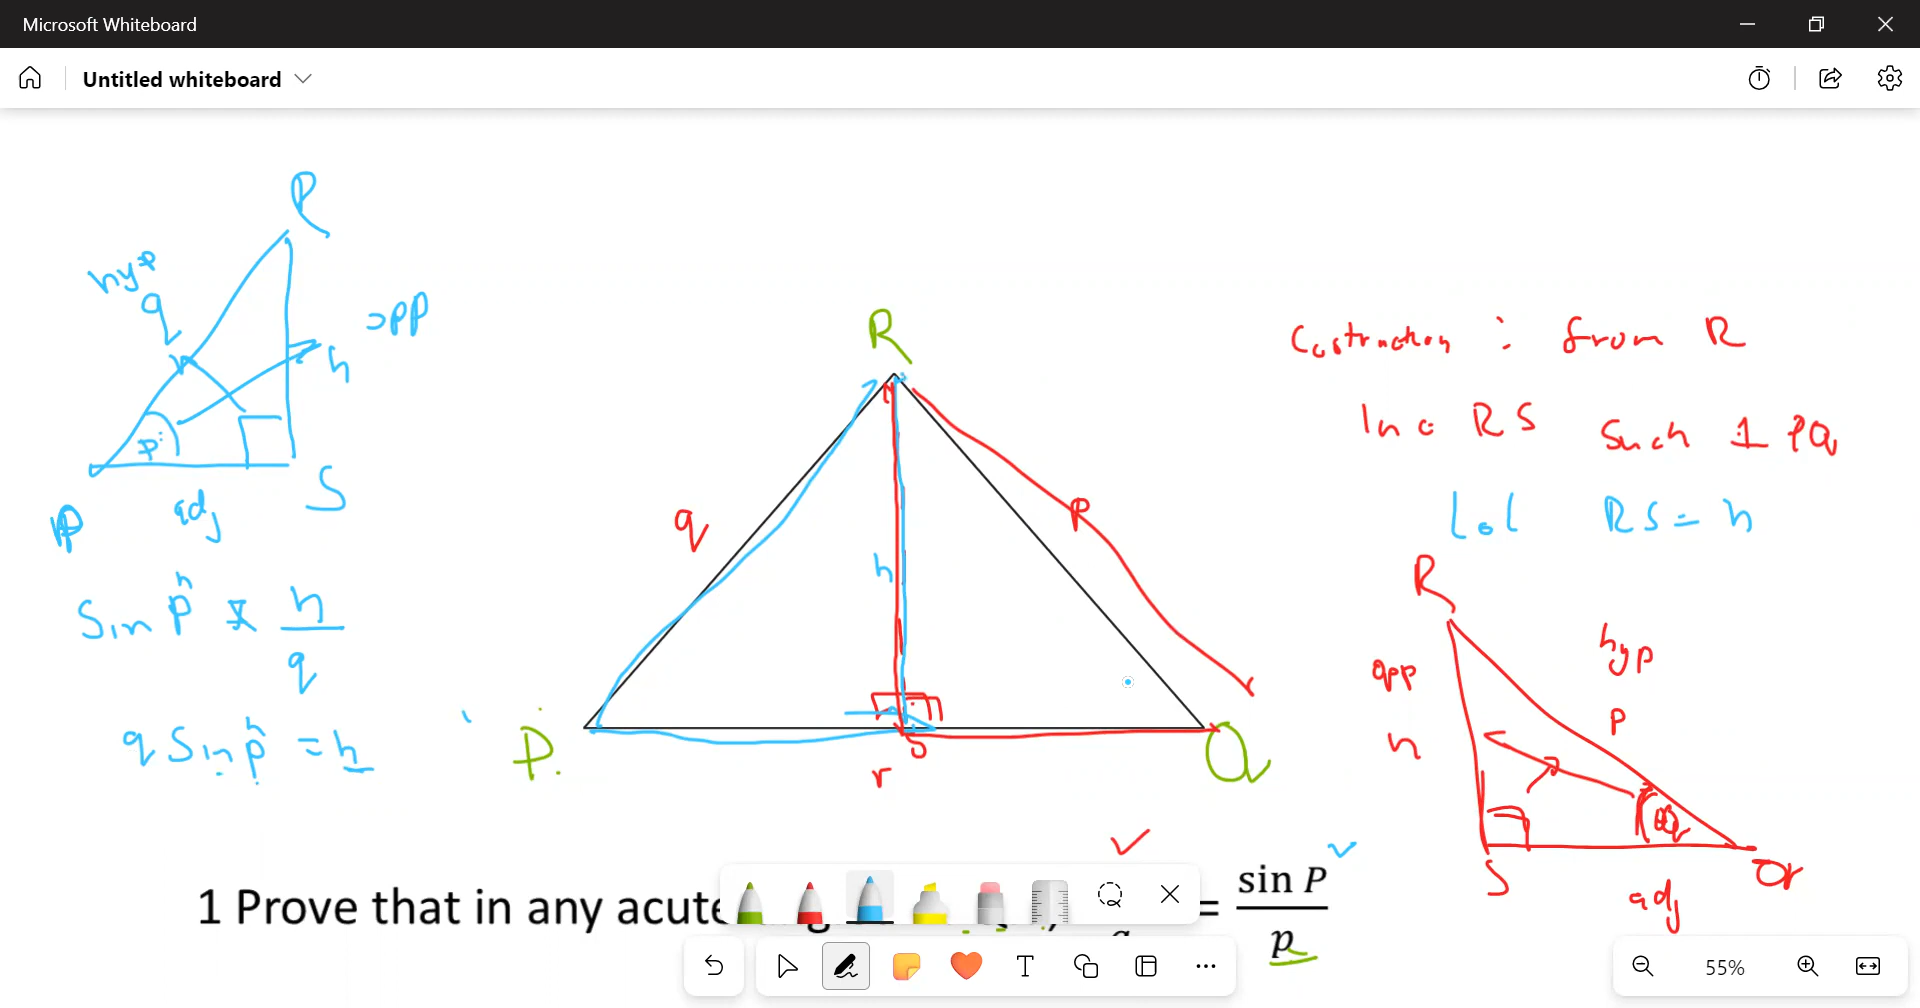 Microsoft Whiteboard
Untitled whiteboard
R
hyp
q
opp
h
P
P
adj
S
Sin P = h
q
q Sin P = h
R
q
p
h
P
S
Q
r
Costruction : from R
line RS Such ⊥ PQ
Let RS = h
R
opp
hyp
h
p
Q
S
adj
1 Prove that in any acute
= sin P
p
55%